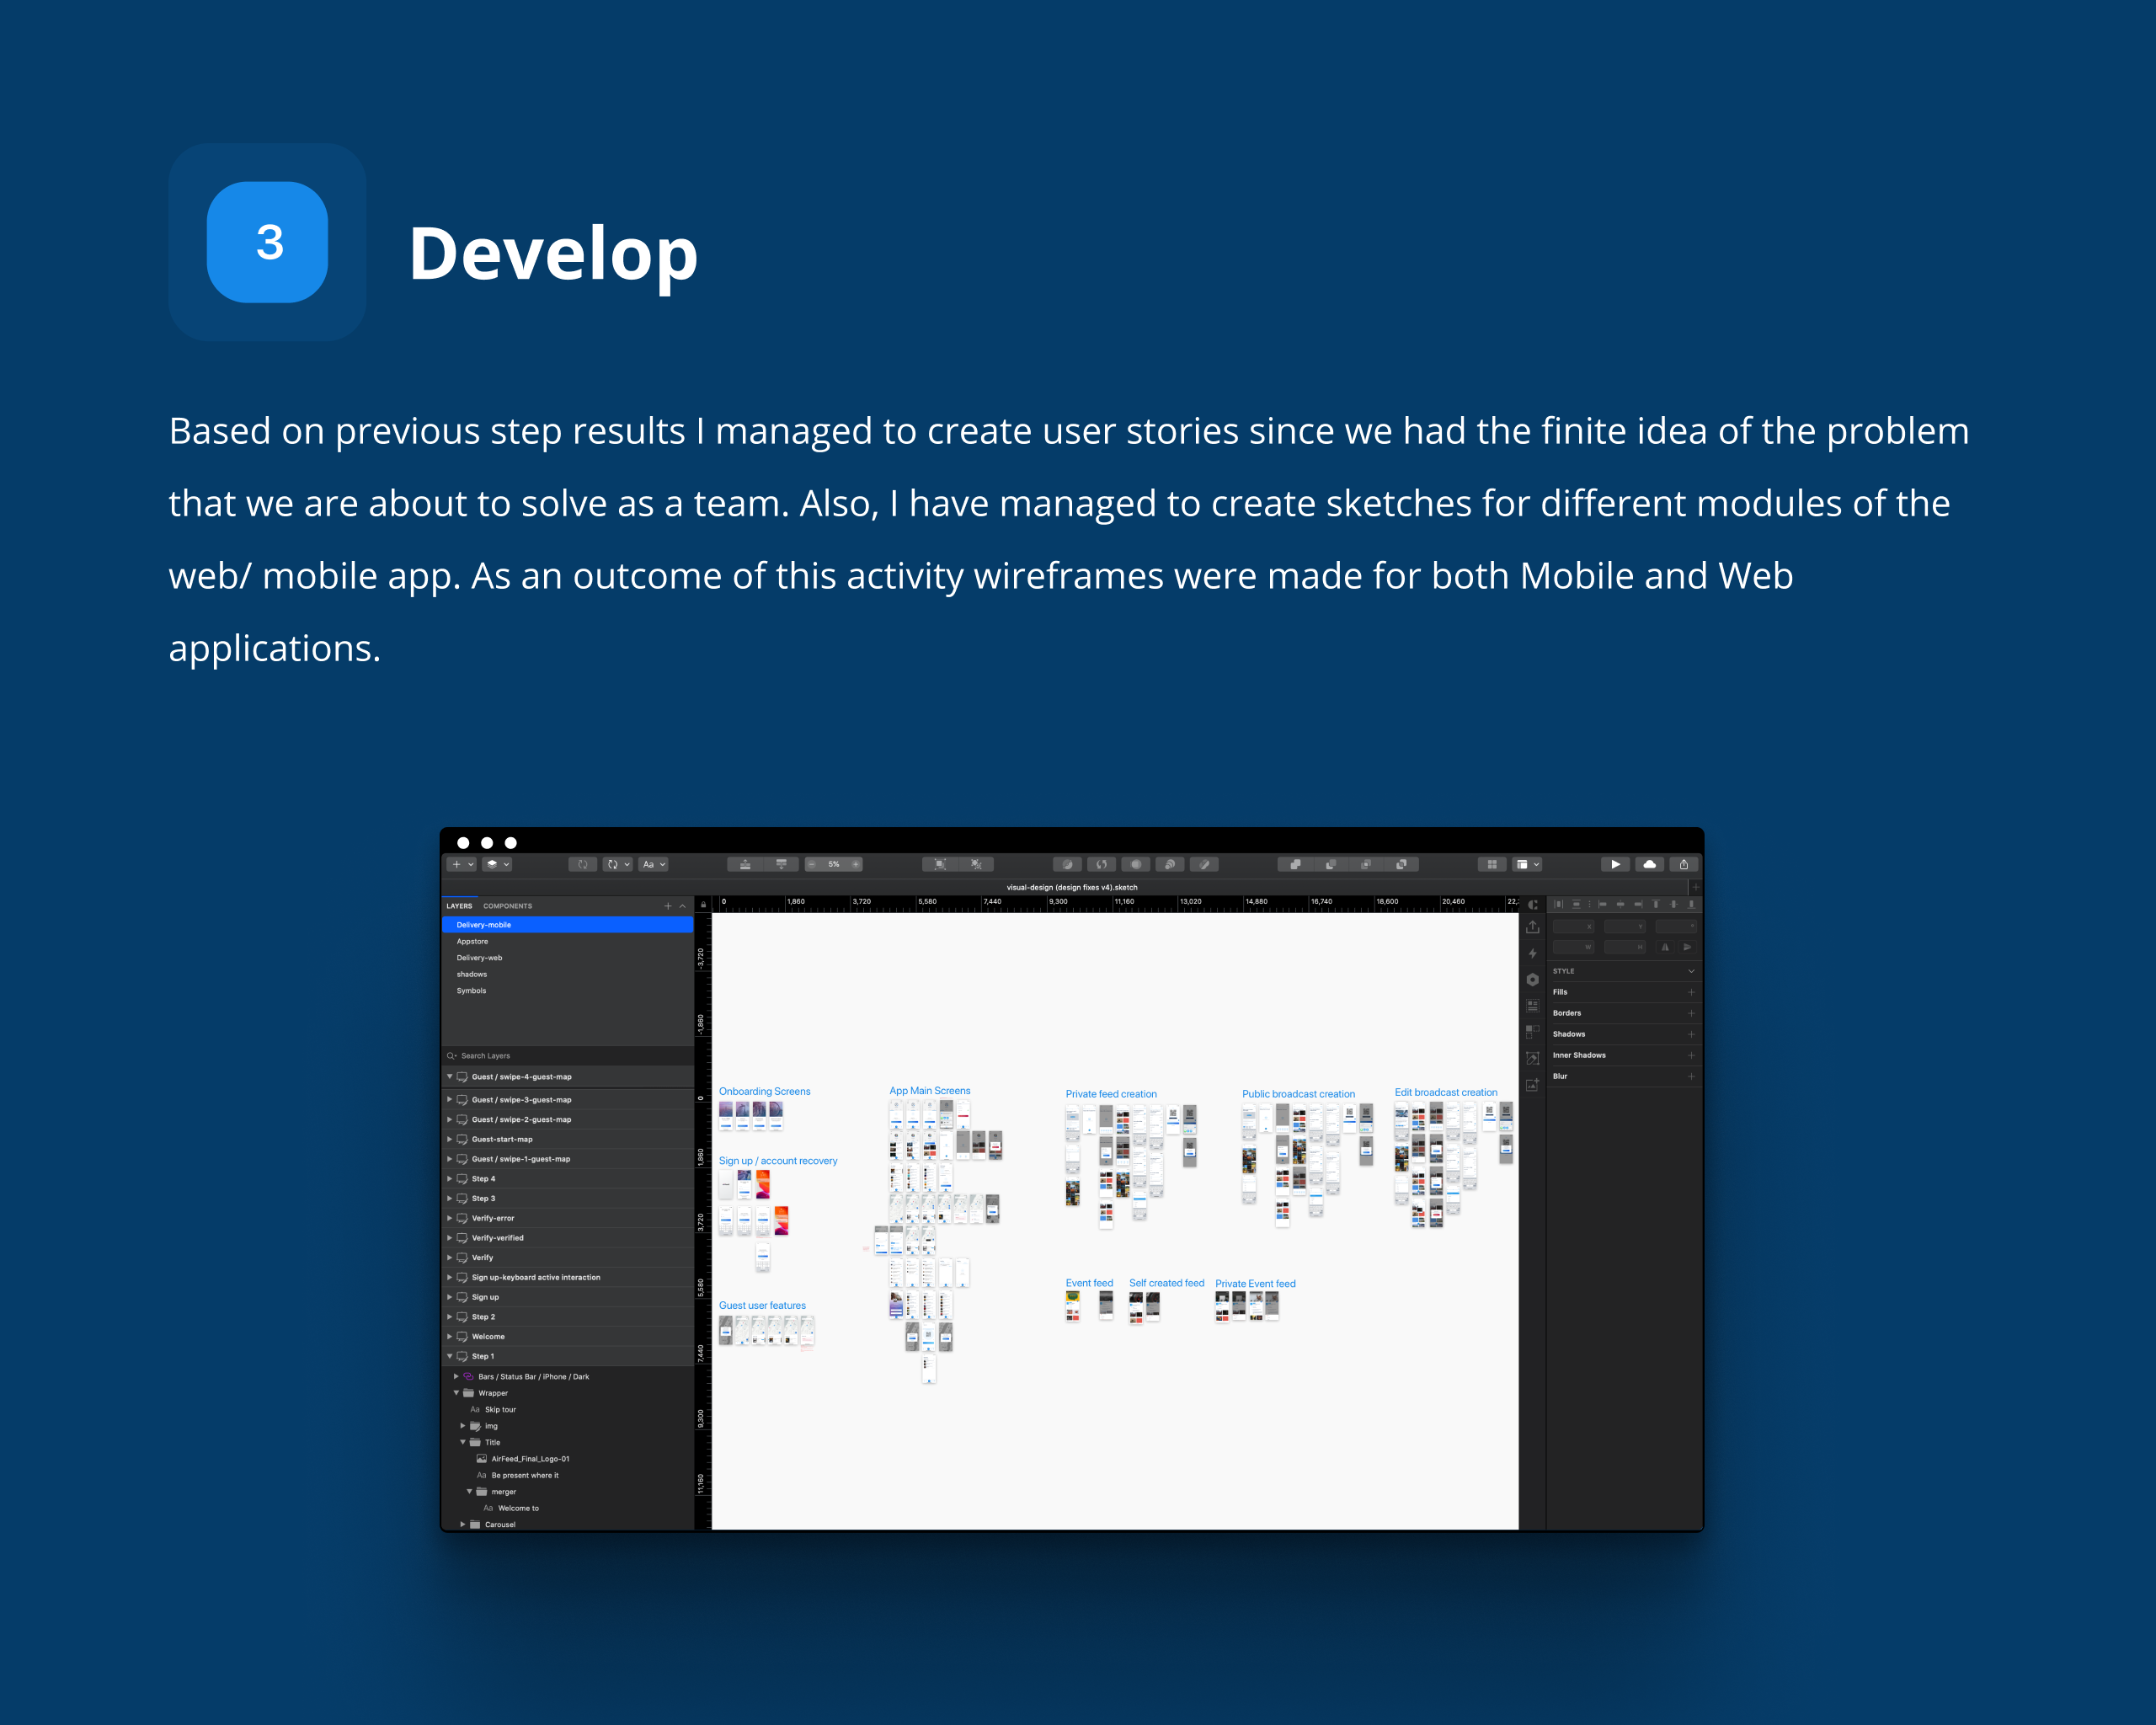 3
Develop
Based on previous step results I managed to create user stories since we had the finite idea of the problem
that we are about to solve as a team. Also, I have managed to create sketches for different modules of the
web/ mobile app. As an outcome of this activity wireframes were made for both Mobile and Web
applications.
Aa
5%
visual-design (design fixes v4).sketch
LAYERS COMPONENTS
0 1,860 3,720 5,580 7,440 9,300 11,160 13,020 14,880 16,740 18,600 20,460 22,
Delivery-mobile
Appstore
Delivery-web
shadows
Symbols
Search Layers
Guest / swipe-4-guest-map
Guest / swipe-3-guest-map
Guest / swipe-2-guest-map
Guest-start-map
Guest / swipe-1-guest-map
Step 4
Step 3
Verify-error
Verify-verified
Verify
Sign up-keyboard active interaction
Sign up
Step 2
Welcome
Step 1
Bars / Status Bar / iPhone / Dark
Wrapper
Aa Skip tour
img
Title
AirFeed_Final_Logo-01
Aa Be present where it
merger
Aa Welcome to
Carousel
-3,720
-1,860
0
1,860
3,720
5,580
7,440
9,300
11,160
Onboarding Screens
App Main Screens
Private feed creation
Public broadcast creation
Edit broadcast creation
Sign up / account recovery
Guest user features
Event feed
Self created feed
Private Event feed
X Y °
W H
STYLE
Fills
Borders
Shadows
Inner Shadows
Blur